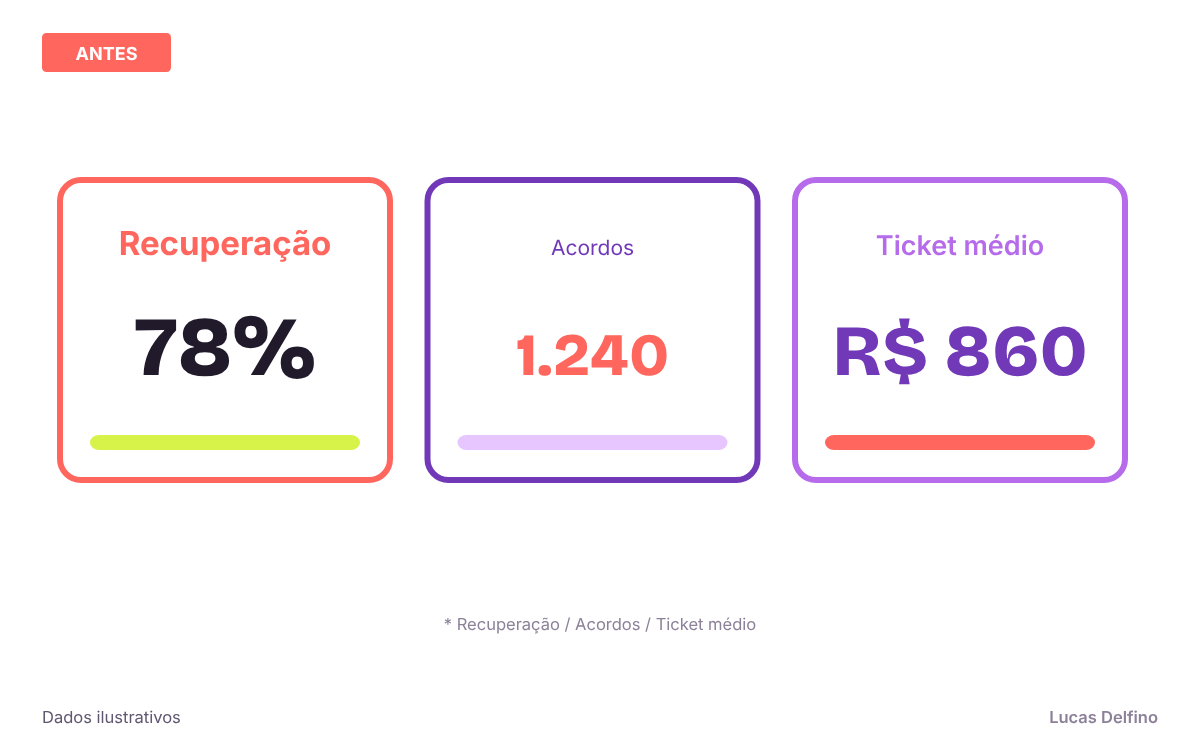 ANTES
Recuperação
78%
Acordos
1.240
Ticket médio
R$ 860
* Recuperação / Acordos / Ticket médio
Dados ilustrativos
Lucas Delfino